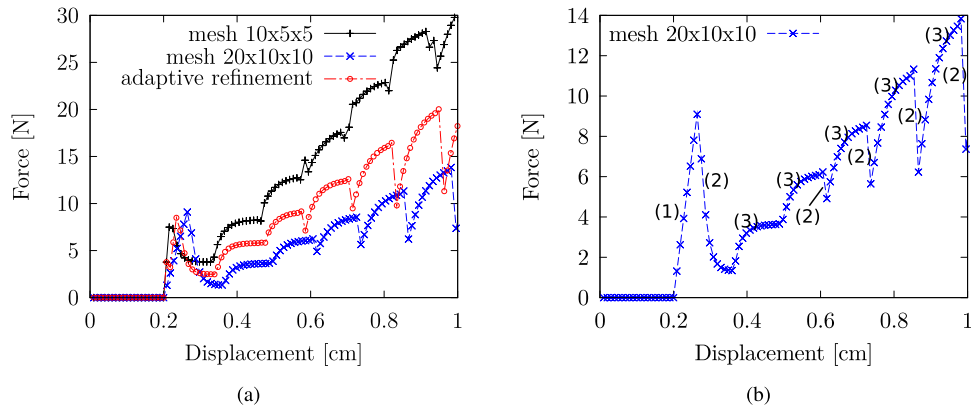 mesh 10x5x5
mesh 20x10x10
adaptive refinement
Force [N]
30
25
20
15
10
5
0
0 0.2 0.4 0.6 0.8 1
Displacement [cm]
(a)
mesh 20x10x10
Force [N]
14
12
10
8
6
4
2
0
(1)
(2)
(3)
(3)
(2)
(3)
(2)
(3)
(2)
(3)
(2)
0 0.2 0.4 0.6 0.8 1
Displacement [cm]
(b)